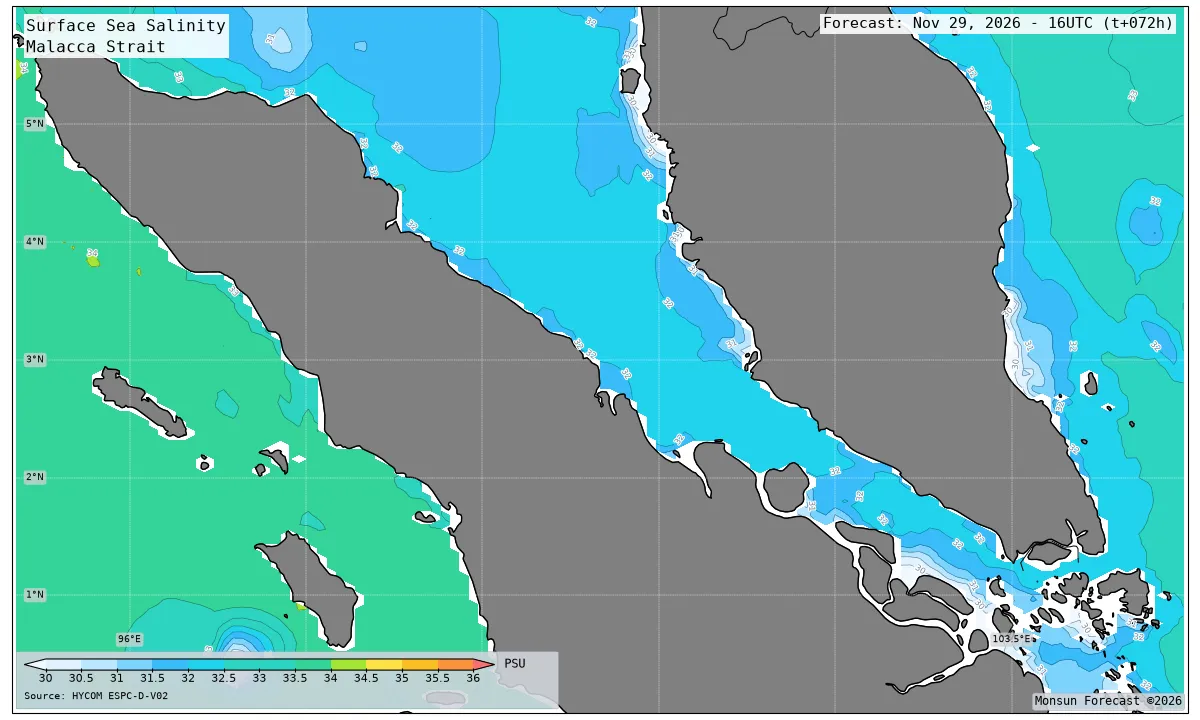 Surface Sea Salinity
Malacca Strait
Forecast: Nov 29, 2026 - 16UTC (t+072h)
5°N
4°N
3°N
2°N
1°N
96°E
103.5°E
30 30.5 31 31.5 32 32.5 33 33.5 34 34.5 35 35.5 36
PSU
Source: HYCOM ESPC-D-V02
Monsun Forecast ©2026